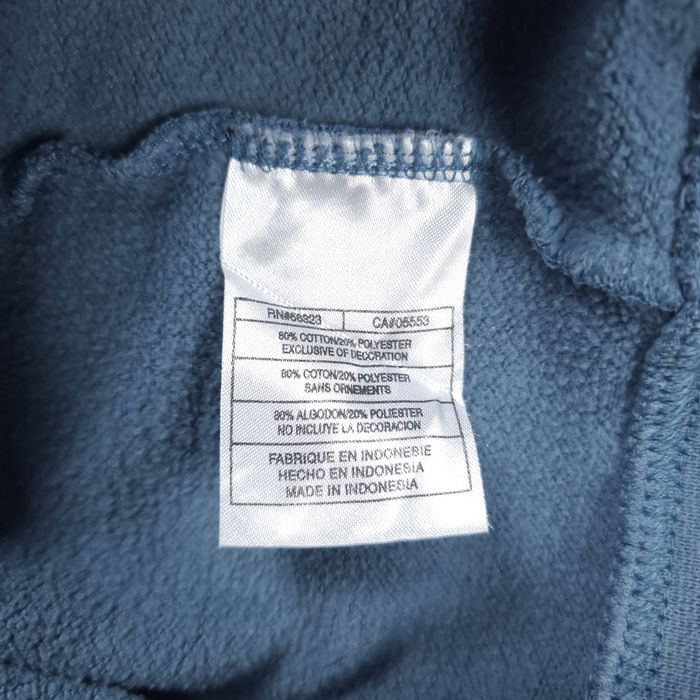 RN#56323 CA#05553
80% COTTON/20% POLYESTER
EXCLUSIVE OF DECORATION
80% COTON/20% POLYESTER
SANS ORNEMENTS
80% ALGODON/20% POLIESTER
NO INCLUYE LA DECORACION
FABRIQUE EN INDONESIE
HECHO EN INDONESIA
MADE IN INDONESIA